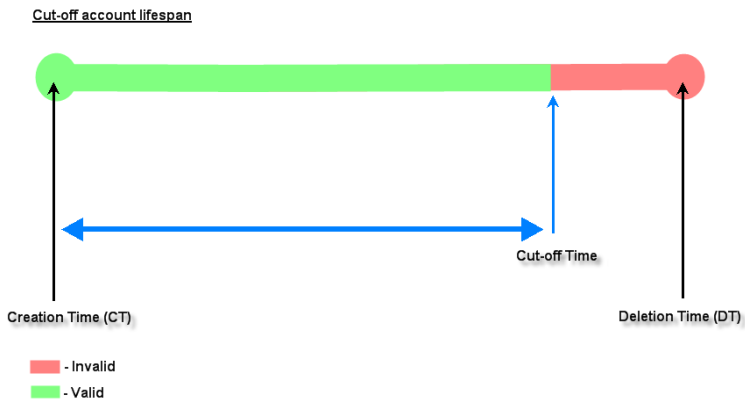 Cut-off account lifespan
Cut-off Time
Creation Time (CT)
Deletion Time (DT)
- Invalid
- Valid